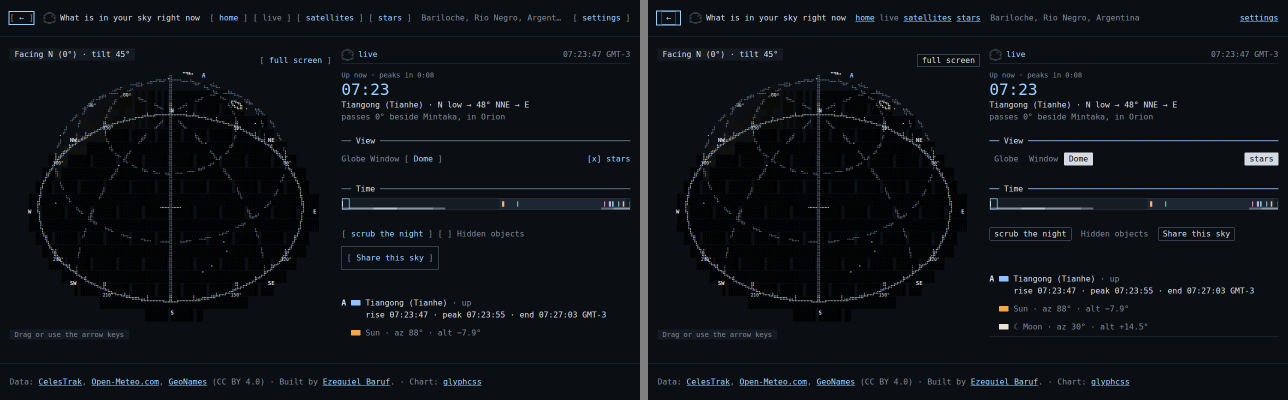 [ ← ] What is in your sky right now [ home ] [ live ] [ satellites ] [ stars ] Bariloche, Rio Negro, Argent… [ settings ]
Facing N (0°) · tilt 45°
[ full screen ]
A
N
NW
NE
W
E
SW
SE
S
240°
210°
150°
Drag or use the arrow keys
live 07:23:47 GMT-3
Up now · peaks in 0:08
07:23
Tiangong (Tianhe) · N low → 48° NNE → E
passes 0° beside Mintaka, in Orion
View
Globe Window [ Dome ] [x] stars
Time
[ scrub the night ] [ ] Hidden objects
[ Share this sky ]
A Tiangong (Tianhe) · up
rise 07:23:47 · peak 07:23:55 · end 07:27:03 GMT-3
Sun · az 88° · alt −7.9°
Data: CelesTrak, Open-Meteo.com, GeoNames (CC BY 4.0) · Built by Ezequiel Baruf. · Chart: glyphcss
[ ← ] What is in your sky right now home live satellites stars Bariloche, Rio Negro, Argentina settings
Facing N (0°) · tilt 45°
full screen
A
N
NW
NE
W
E
SW
SE
S
240°
210°
150°
Drag or use the arrow keys
live 07:23:47 GMT-3
Up now · peaks in 0:08
07:23
Tiangong (Tianhe) · N low → 48° NNE → E
passes 0° beside Mintaka, in Orion
View
Globe Window Dome stars
Time
scrub the night Hidden objects Share this sky
A Tiangong (Tianhe) · up
rise 07:23:47 · peak 07:23:55 · end 07:27:03 GMT-3
Sun · az 88° · alt −7.9°
☾ Moon · az 30° · alt +14.5°
Data: CelesTrak, Open-Meteo.com, GeoNames (CC BY 4.0) · Built by Ezequiel Baruf. · Chart: glyphcss